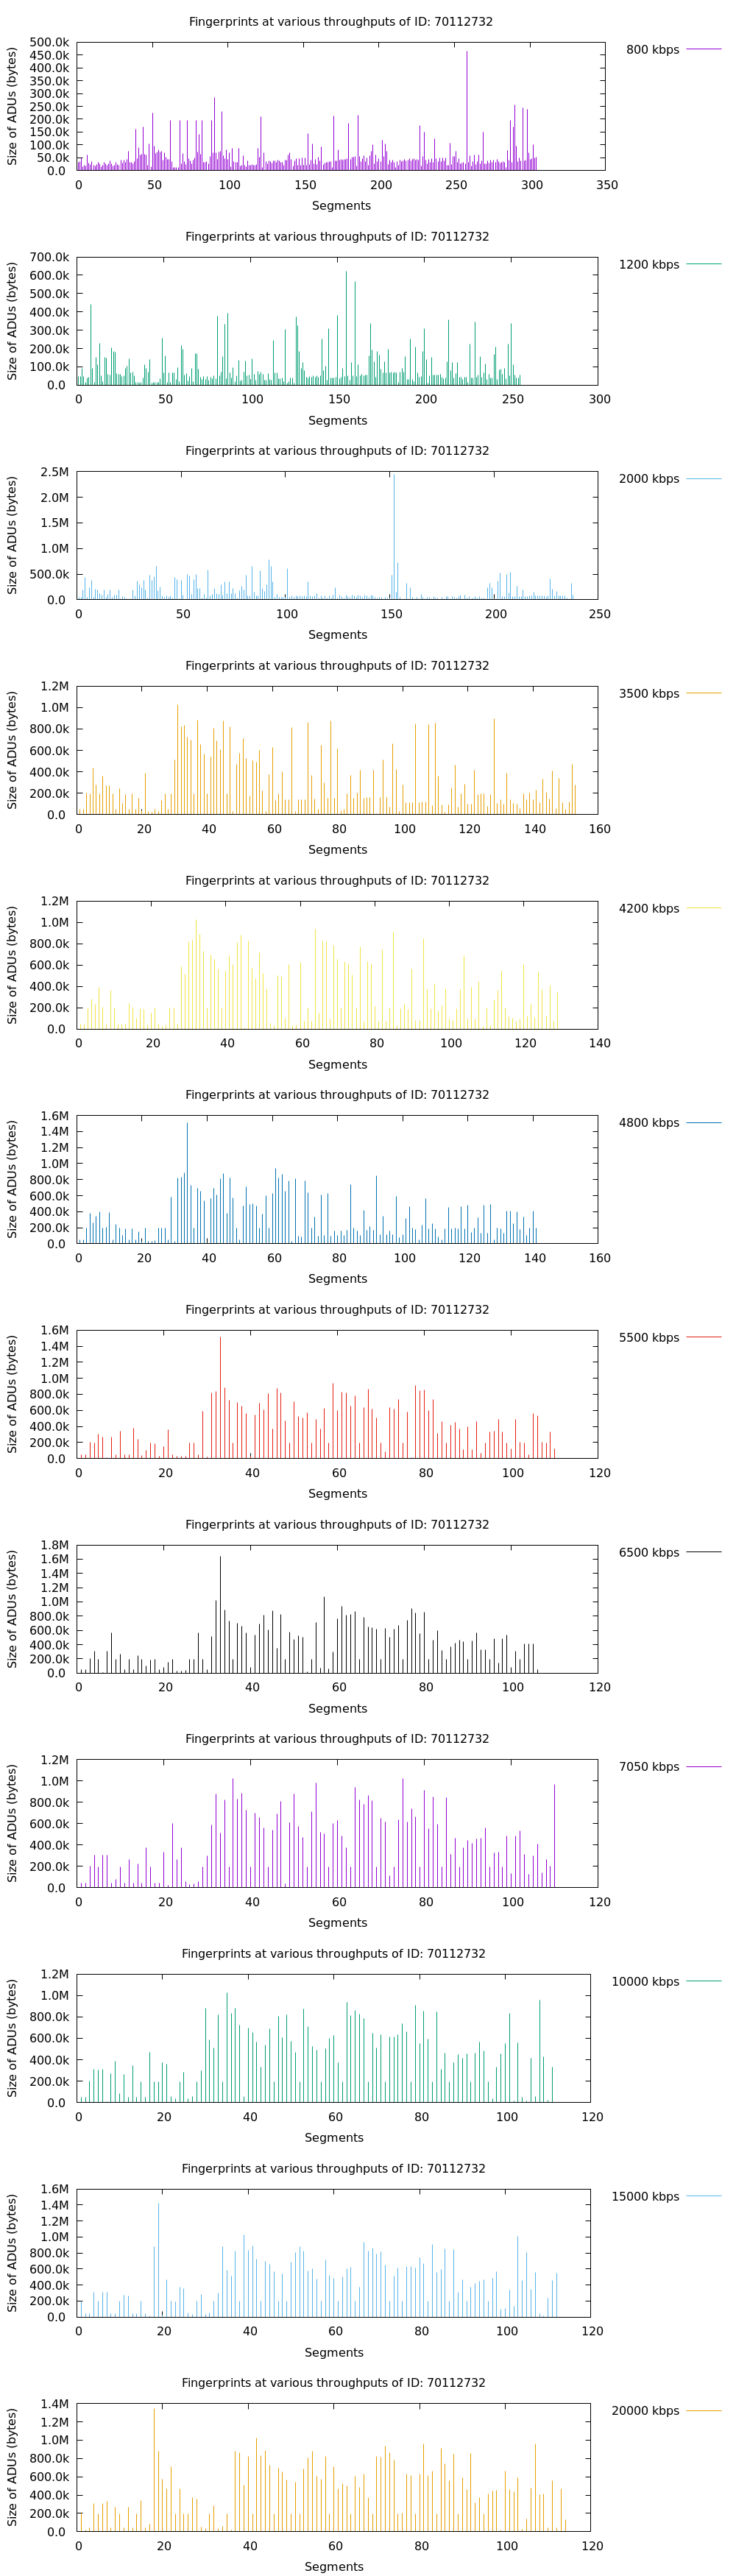 Fingerprints at various throughputs of ID: 70112732
500.0k
450.0k
400.0k
350.0k
300.0k
250.0k
200.0k
150.0k
100.0k
50.0k
0.0
Size of ADUs (bytes)
800 kbps
0 50 100 150 200 250 300 350
Segments
Fingerprints at various throughputs of ID: 70112732
700.0k
600.0k
500.0k
400.0k
300.0k
200.0k
100.0k
0.0
Size of ADUs (bytes)
1200 kbps
0 50 100 150 200 250 300
Segments
Fingerprints at various throughputs of ID: 70112732
2.5M
2.0M
1.5M
1.0M
500.0k
0.0
Size of ADUs (bytes)
2000 kbps
0 50 100 150 200 250
Segments
Fingerprints at various throughputs of ID: 70112732
1.2M
1.0M
800.0k
600.0k
400.0k
200.0k
0.0
Size of ADUs (bytes)
3500 kbps
0 20 40 60 80 100 120 140 160
Segments
Fingerprints at various throughputs of ID: 70112732
1.2M
1.0M
800.0k
600.0k
400.0k
200.0k
0.0
Size of ADUs (bytes)
4200 kbps
0 20 40 60 80 100 120 140
Segments
Fingerprints at various throughputs of ID: 70112732
1.6M
1.4M
1.2M
1.0M
800.0k
600.0k
400.0k
200.0k
0.0
Size of ADUs (bytes)
4800 kbps
0 20 40 60 80 100 120 140 160
Segments
Fingerprints at various throughputs of ID: 70112732
1.6M
1.4M
1.2M
1.0M
800.0k
600.0k
400.0k
200.0k
0.0
Size of ADUs (bytes)
5500 kbps
0 20 40 60 80 100 120
Segments
Fingerprints at various throughputs of ID: 70112732
1.8M
1.6M
1.4M
1.2M
1.0M
800.0k
600.0k
400.0k
200.0k
0.0
Size of ADUs (bytes)
6500 kbps
0 20 40 60 80 100 120
Segments
Fingerprints at various throughputs of ID: 70112732
1.2M
1.0M
800.0k
600.0k
400.0k
200.0k
0.0
Size of ADUs (bytes)
7050 kbps
0 20 40 60 80 100 120
Segments
Fingerprints at various throughputs of ID: 70112732
1.2M
1.0M
800.0k
600.0k
400.0k
200.0k
0.0
Size of ADUs (bytes)
10000 kbps
0 20 40 60 80 100 120
Segments
Fingerprints at various throughputs of ID: 70112732
1.6M
1.4M
1.2M
1.0M
800.0k
600.0k
400.0k
200.0k
0.0
Size of ADUs (bytes)
15000 kbps
0 20 40 60 80 100 120
Segments
Fingerprints at various throughputs of ID: 70112732
1.4M
1.2M
1.0M
800.0k
600.0k
400.0k
200.0k
0.0
Size of ADUs (bytes)
20000 kbps
0 20 40 60 80 100 120
Segments